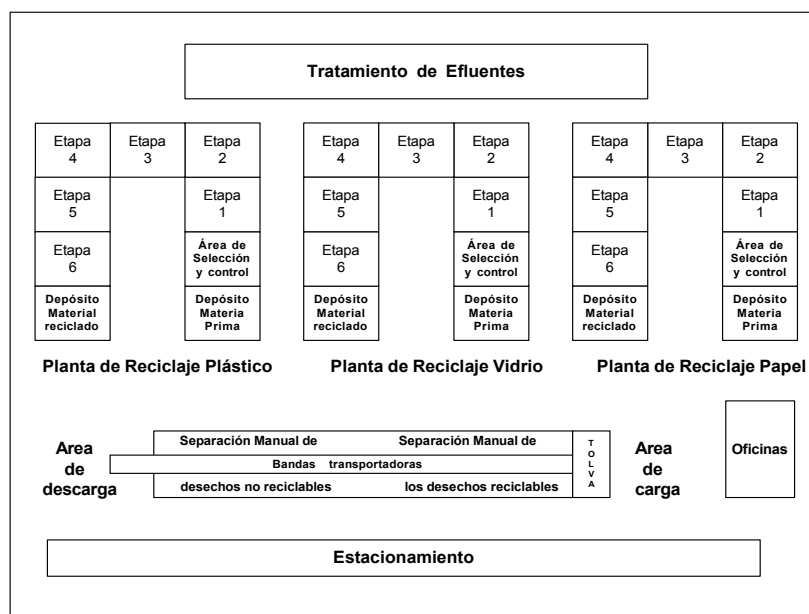 Tratamiento de Efluentes
Etapa
4
Etapa
3
Etapa
2
Etapa
5
Etapa
1
Etapa
6
Área de
Selección
y control
Depósito
Material
reciclado
Depósito
Materia
Prima
Planta de Reciclaje Plástico
Etapa
4
Etapa
3
Etapa
2
Etapa
5
Etapa
1
Etapa
6
Área de
Selección
y control
Depósito
Material
reciclado
Depósito
Materia
Prima
Planta de Reciclaje Vidrio
Etapa
4
Etapa
3
Etapa
2
Etapa
5
Etapa
1
Etapa
6
Área de
Selección
y control
Depósito
Material
reciclado
Depósito
Materia
Prima
Planta de Reciclaje Papel
Area
de
descarga
Separación Manual de Separación Manual de
Bandas transportadoras
desechos no reciclables los desechos reciclables
T
O
L
V
A
Area
de
carga
Oficinas
Estacionamiento